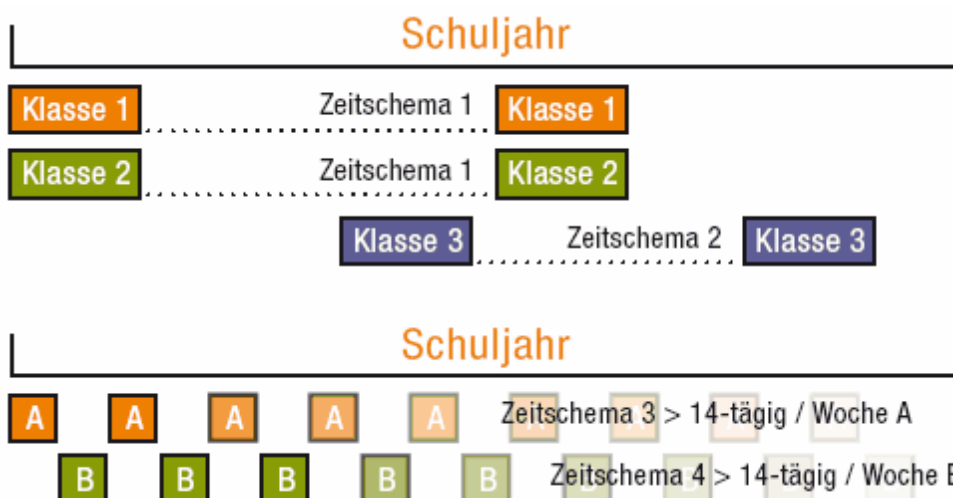 Schuljahr
Klasse 1 Zeitschema 1 Klasse 1
Klasse 2 Zeitschema 1 Klasse 2
Klasse 3 Zeitschema 2 Klasse 3
Schuljahr
A A A A A A A Zeitschema 3 > 14-tägig / Woche A
B B B B B Zeitschema 4 > 14-tägig / Woche B